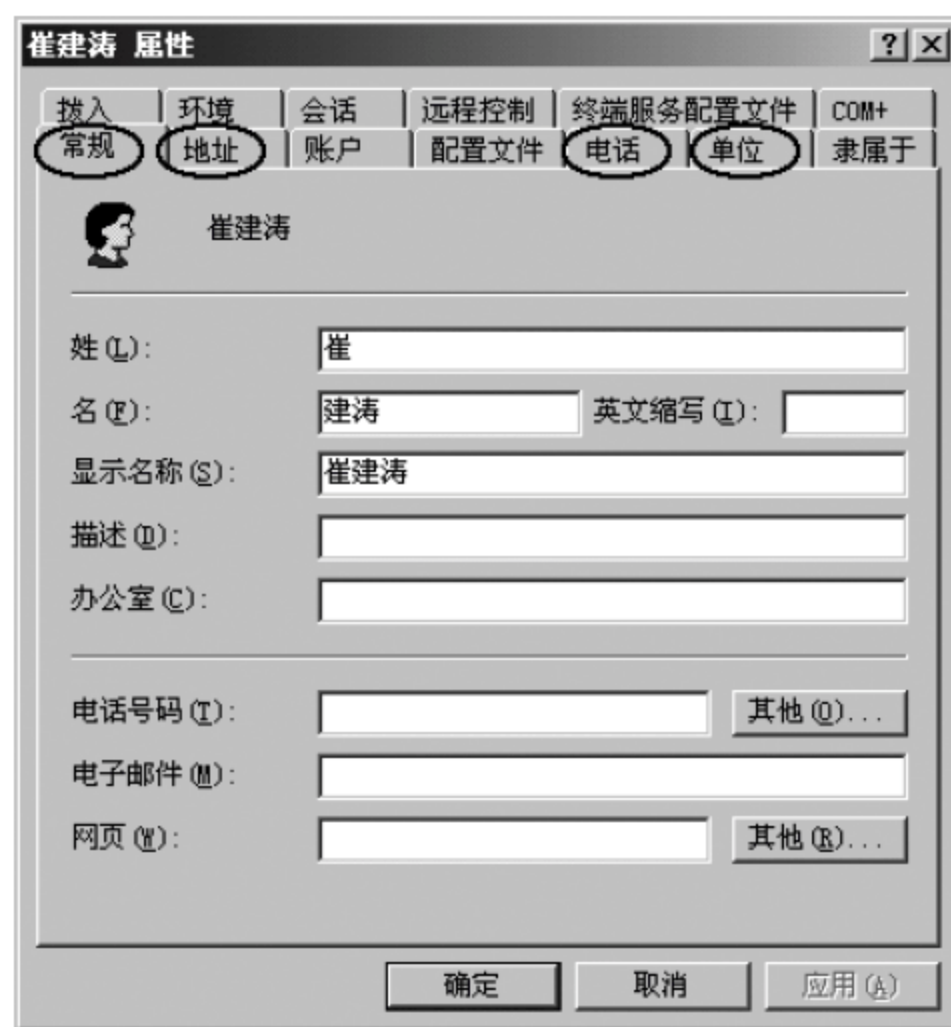 崔建涛 属性
拨入 环境 会话 远程控制 终端服务配置文件 COM+
常规 地址 账户 配置文件 电话 单位 隶属于
崔建涛
姓(L): 崔
名(F): 建涛 英文缩写(I):
显示名称(S): 崔建涛
描述(D):
办公室(C):
电话号码(T): 其他(O)...
电子邮件(M):
网页(W): 其他(R)...
确定 取消 应用(A)